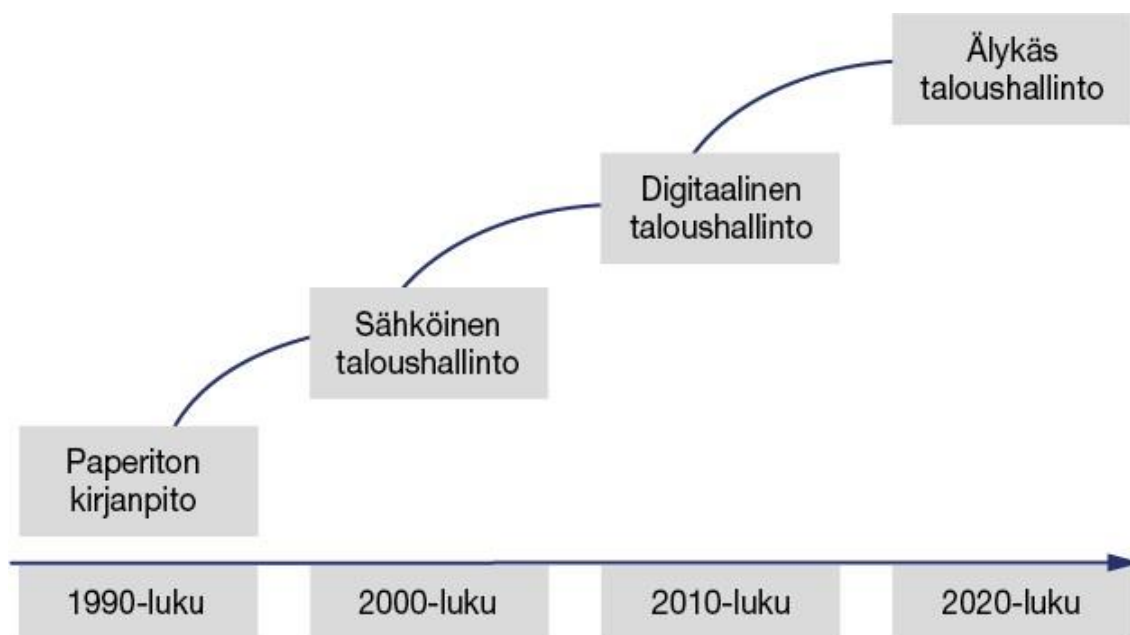 Älykäs
taloushallinto
Digitaalinen
taloushallinto
Sähköinen
taloushallinto
Paperiton
kirjanpito
1990-luku
2000-luku
2010-luku
2020-luku